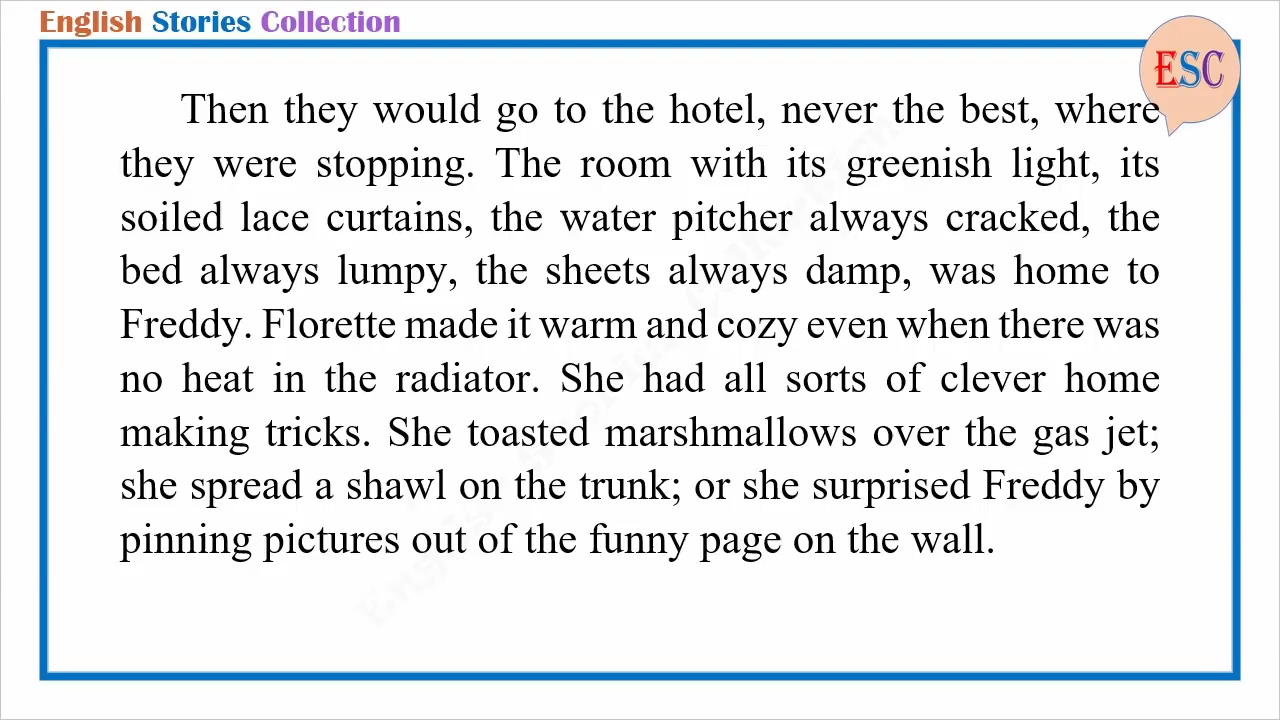 English Stories Collection
ESC
Then they would go to the hotel, never the best, where
they were stopping. The room with its greenish light, its
soiled lace curtains, the water pitcher always cracked, the
bed always lumpy, the sheets always damp, was home to
Freddy. Florette made it warm and cozy even when there was
no heat in the radiator. She had all sorts of clever home
making tricks. She toasted marshmallows over the gas jet;
she spread a shawl on the trunk; or she surprised Freddy by
pinning pictures out of the funny page on the wall.